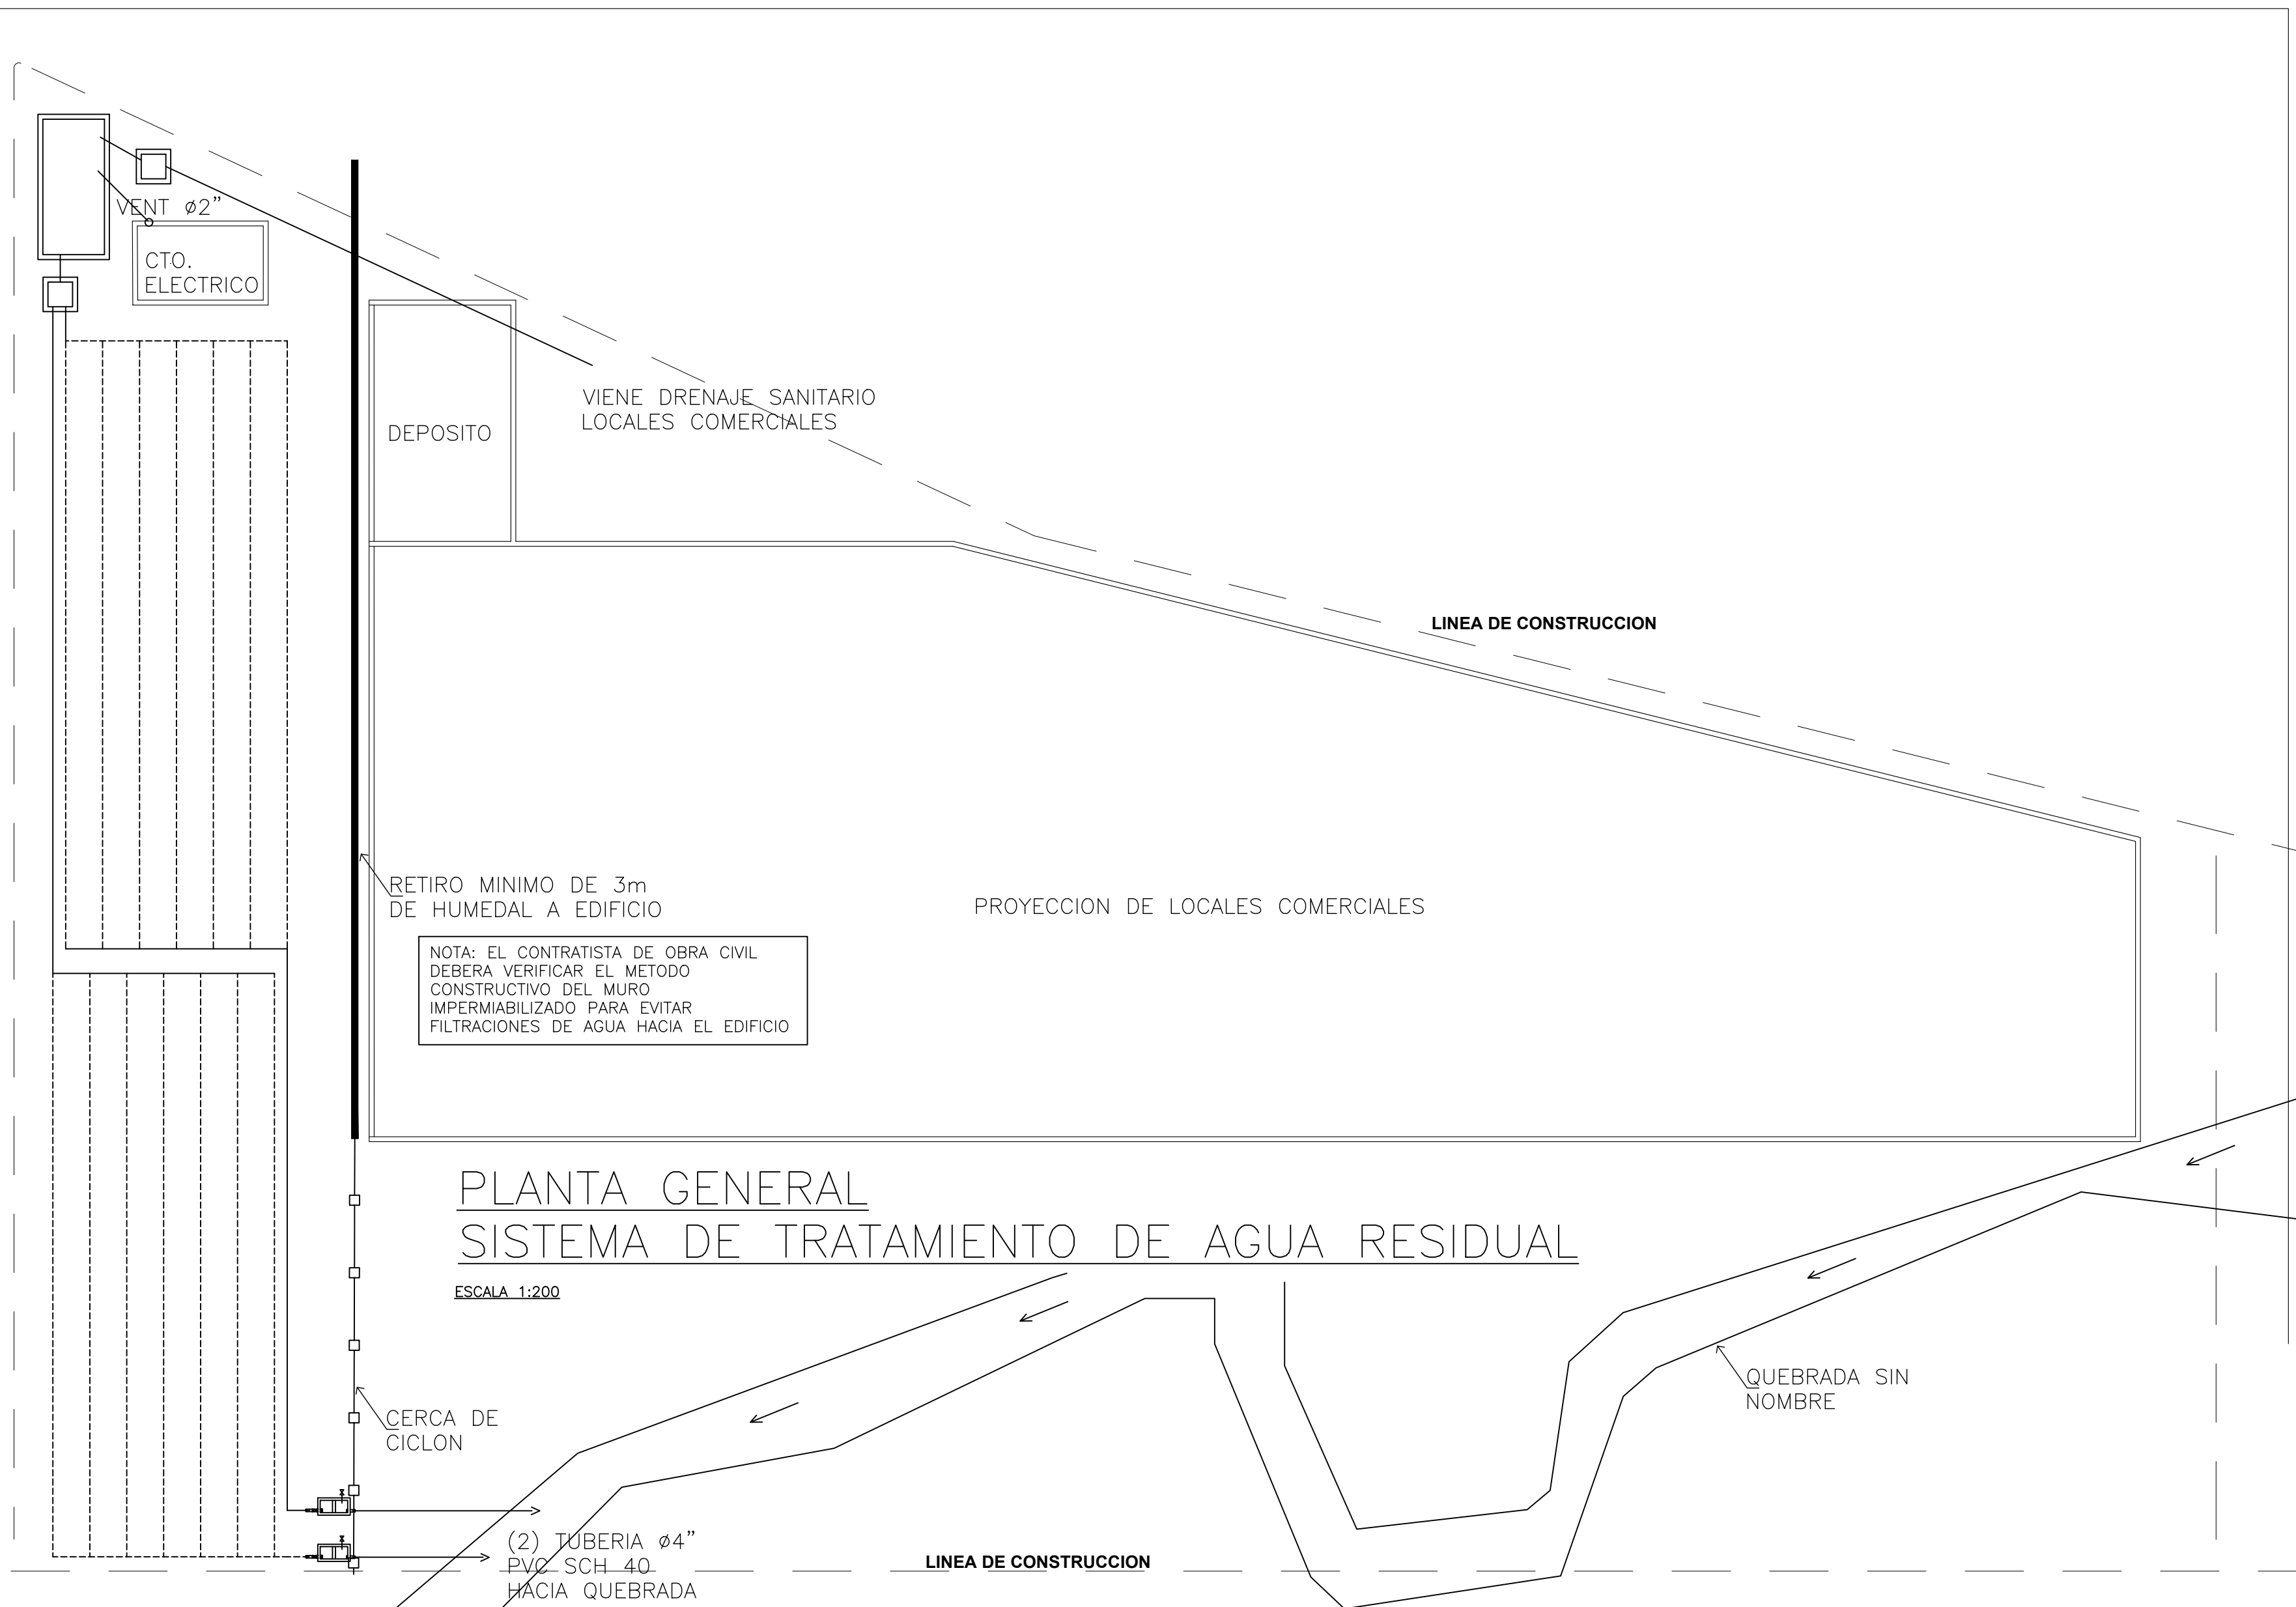 VENT ø2”
CTO.
ELECTRICO
VIENE DRENAJE SANITARIO
LOCALES COMERCIALES
DEPOSITO
LINEA DE CONSTRUCCION
RETIRO MINIMO DE 3m
DE HUMEDAL A EDIFICIO
PROYECCION DE LOCALES COMERCIALES
NOTA: EL CONTRATISTA DE OBRA CIVIL
DEBERA VERIFICAR EL METODO
CONSTRUCTIVO DEL MURO
IMPERMIABILIZADO PARA EVITAR
FILTRACIONES DE AGUA HACIA EL EDIFICIO
PLANTA GENERAL
SISTEMA DE TRATAMIENTO DE AGUA RESIDUAL
ESCALA 1:200
QUEBRADA SIN
NOMBRE
CERCA DE
CICLON
(2) TUBERIA ø4”
PVC SCH 40
HACIA QUEBRADA
LINEA DE CONSTRUCCION